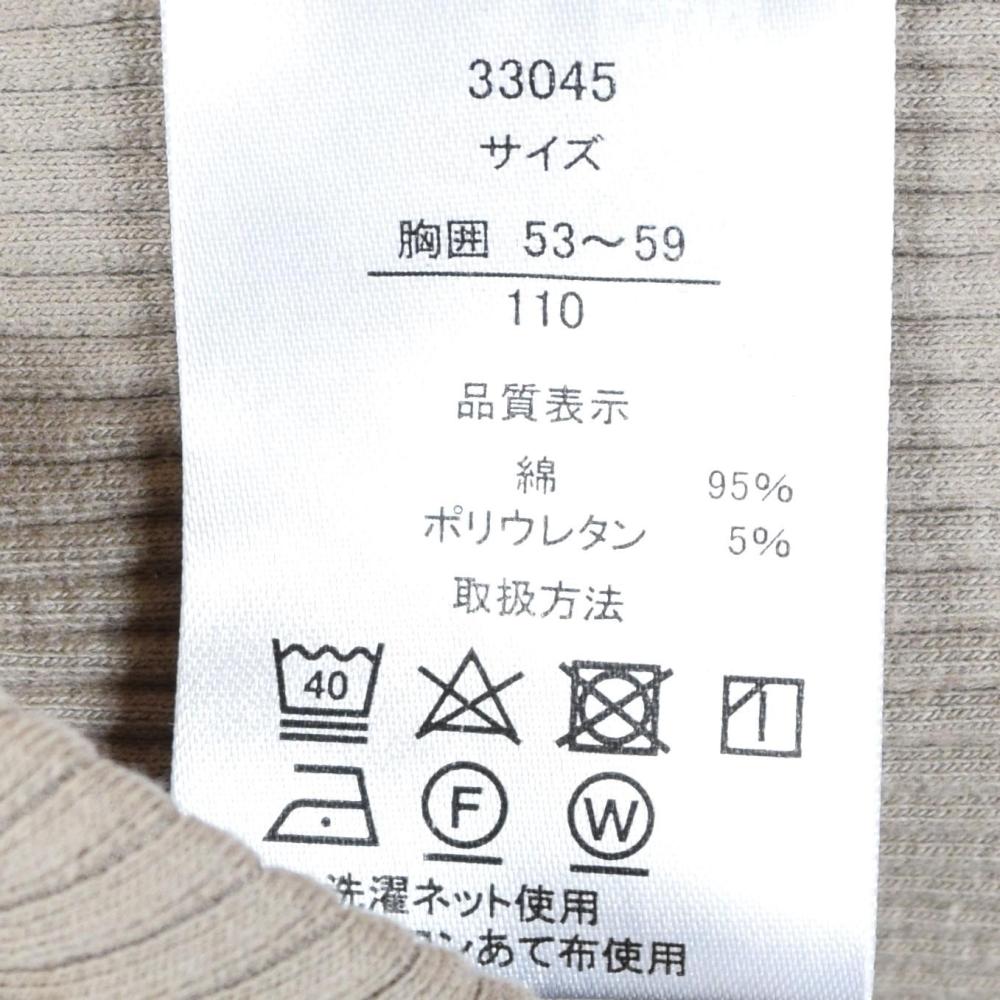 33045
サイズ
胸囲 53～59
110
品質表示
綿 95%
ポリウレタン 5%
取扱方法
40
F W
洗濯ネット使用
ンあて布使用